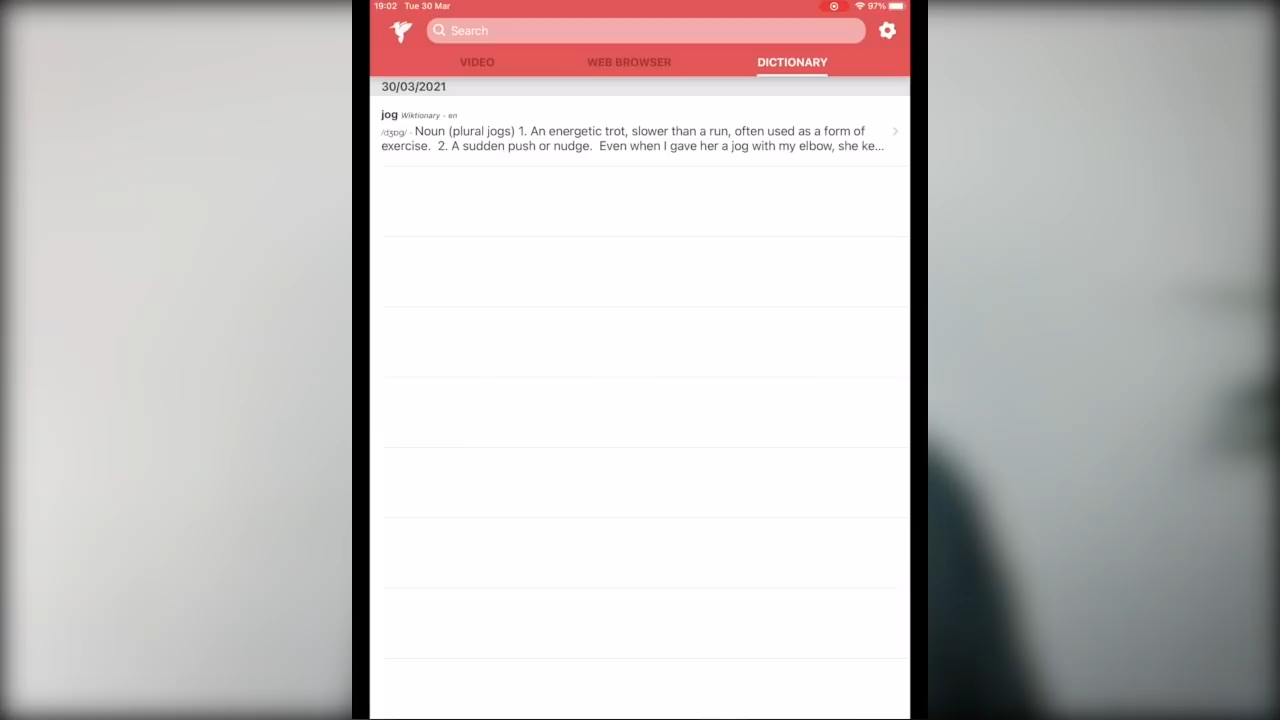 19:02 Tue 30 Mar 97%
Search
VIDEO WEB BROWSER DICTIONARY
30/03/2021
jog Wiktionary - en
/dʒɒg/ - Noun (plural jogs) 1. An energetic trot, slower than a run, often used as a form of
exercise. 2. A sudden push or nudge. Even when I gave her a jog with my elbow, she ke...